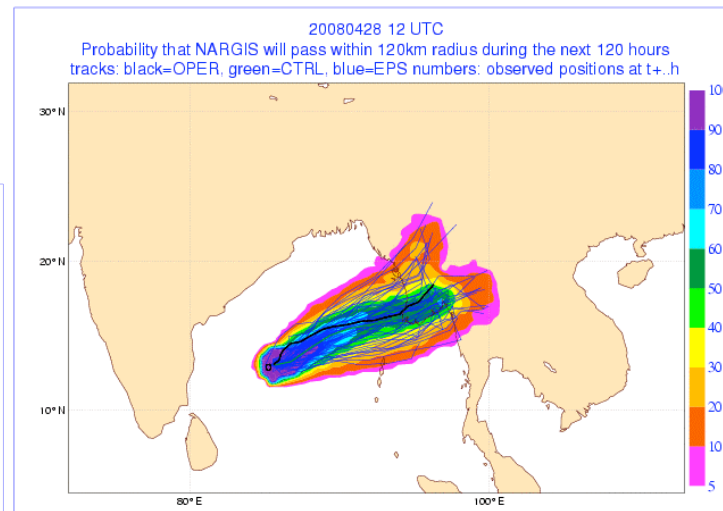 20080428 12 UTC
Probability that NARGIS will pass within 120km radius during the next 120 hours
tracks: black=OPER, green=CTRL, blue=EPS numbers: observed positions at t+..h
30°N
20°N
10°N
80°E
100°E
90
80
70
60
50
40
30
20
10
5